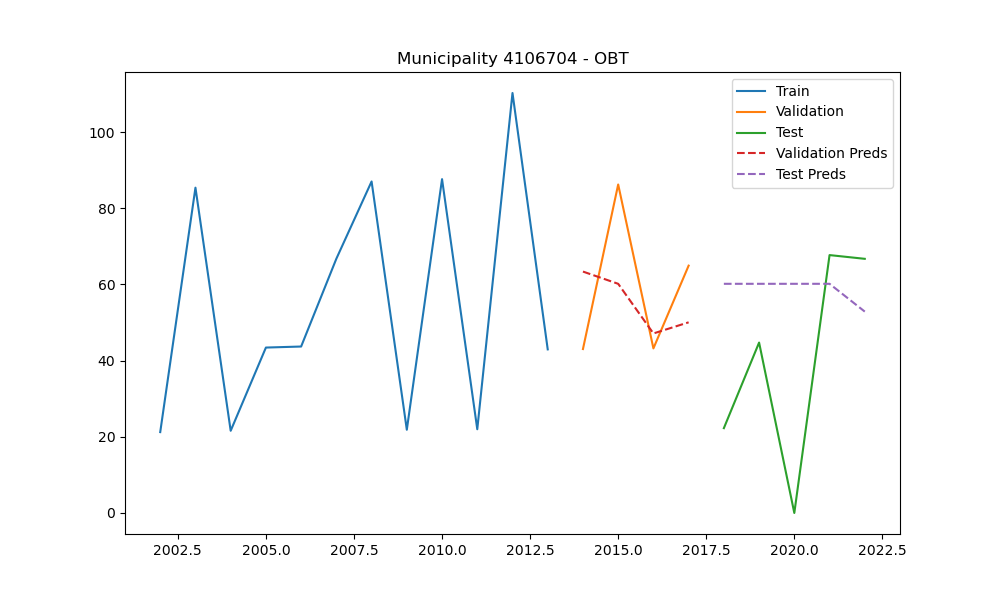 Municipality 4106704 - OBT
Train
Validation
Test
Validation Preds
Test Preds
100
80
60
40
20
0
2002.5 2005.0 2007.5 2010.0 2012.5 2015.0 2017.5 2020.0 2022.5